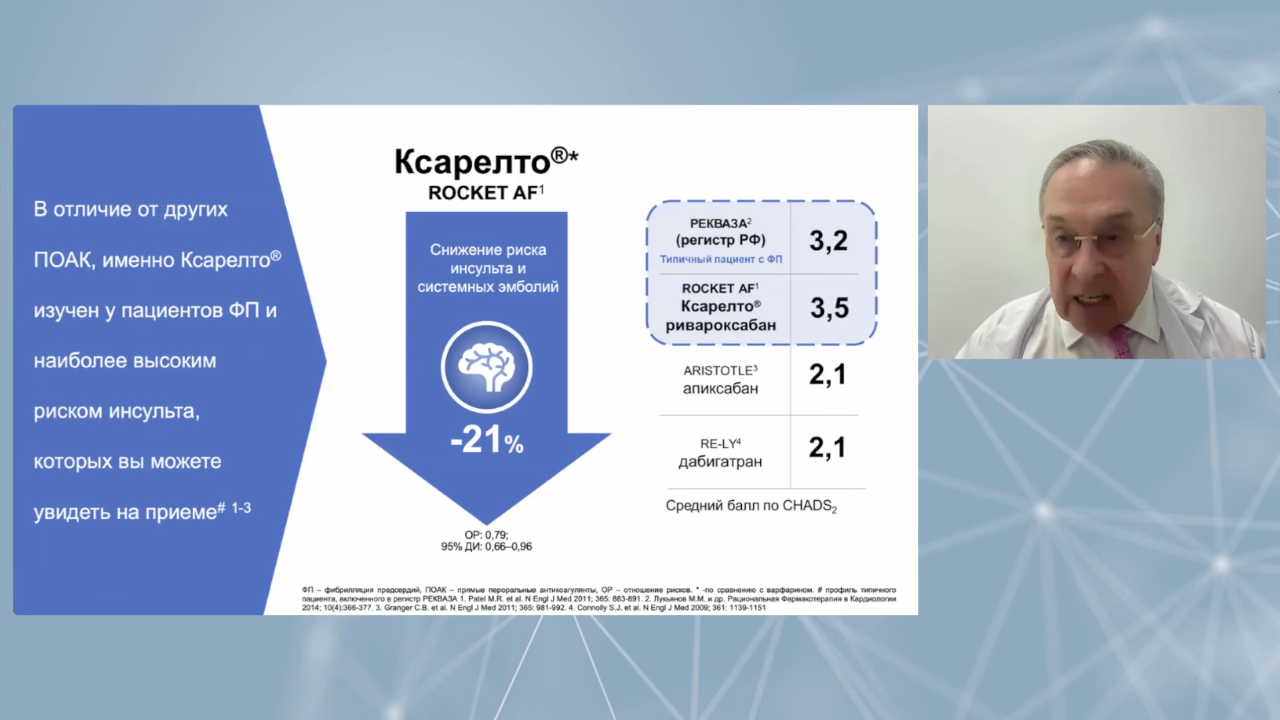 В отличие от других
ПОАК, именно Ксарелто®
изучен у пациентов ФП и
наиболее высоким
риском инсульта,
которых вы можете
увидеть на приеме# 1-3
Ксарелто®*
ROCKET AF1
Снижение риска
инсульта и
системных эмболий
-21%
ОР: 0,79;
95% ДИ: 0,66–0,96
РЕКВАЗА2
(регистр РФ)
Типичный пациент с ФП
3,2
ROCKET AF1
Ксарелто®
ривароксабан
3,5
ARISTOTLE3
апиксабан
2,1
RE-LY4
дабигатран
2,1
Средний балл по CHADS2
ФП – фибрилляция предсердий, ПОАК – прямые пероральные антикоагулянты, ОР – отношение рисков. * -по сравнению с варфарином. # профиль типичного
пациента, включенного в регистр РЕКВАЗА 1. Patel M.R. et al. N Engl J Med 2011; 365: 883-891. 2. Лукьянов М.М. и др. Рациональная Фармакотерапия в Кардиологии
2014; 10(4):366-377. 3. Granger C.B. et al. N Engl J Med 2011; 365: 981-992. 4. Connolly S.J. et al. N Engl J Med 2009; 361: 1139-1151